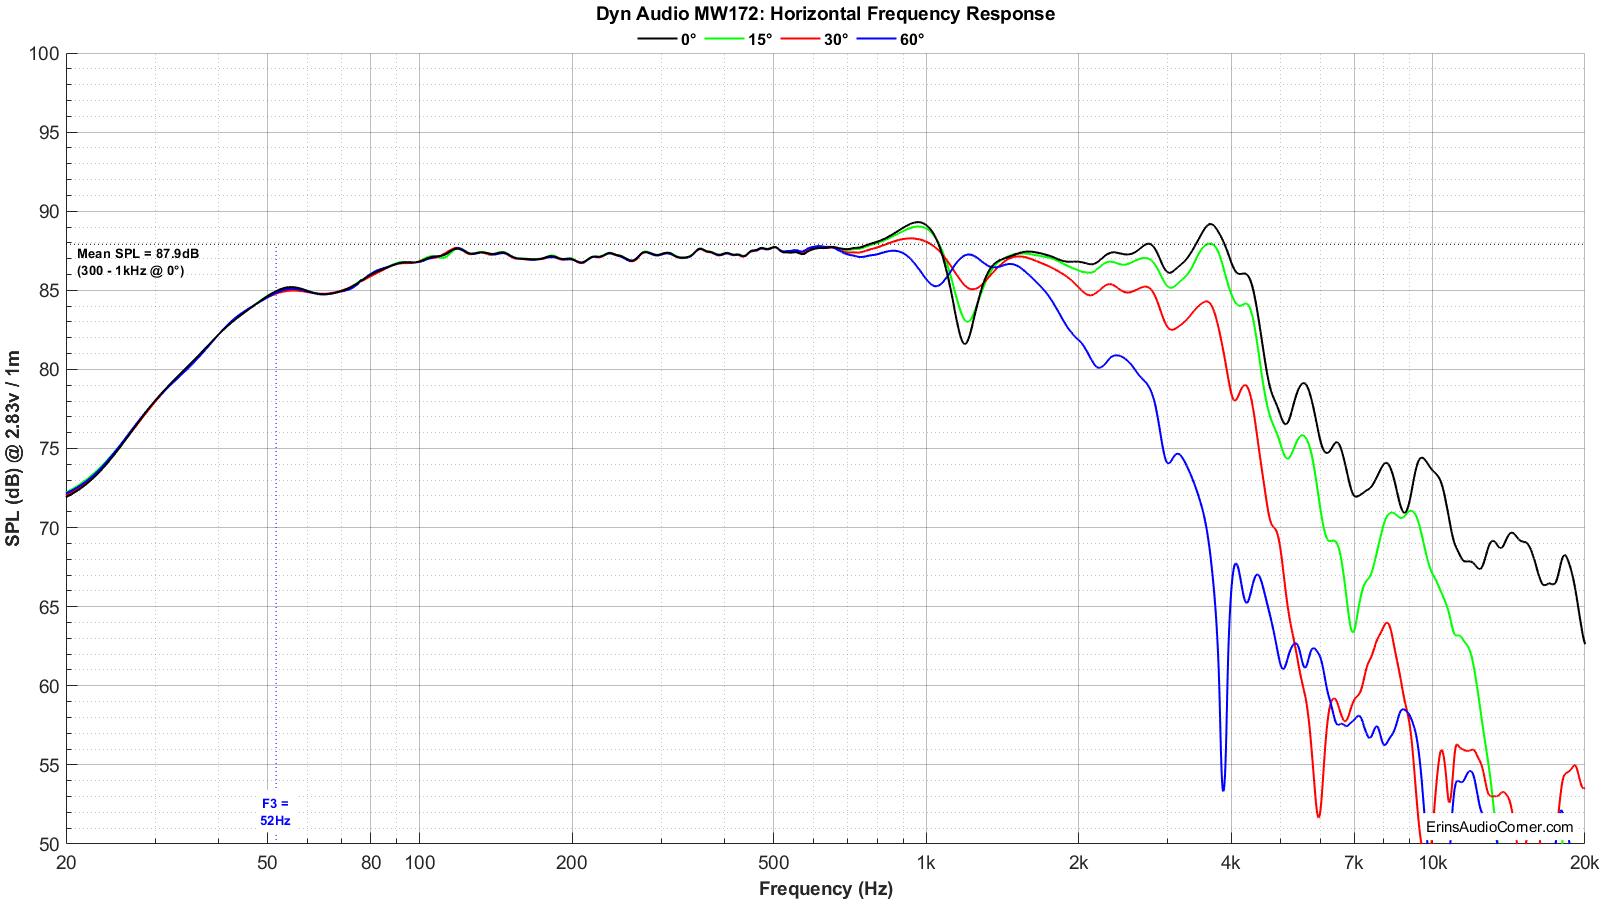 Dyn Audio MW172: Horizontal Frequency Response
0° 15° 30° 60°
100
95
90
85
80
75
70
65
60
55
50
SPL (dB) @ 2.83v / 1m
Mean SPL = 87.9dB
(300 - 1kHz @ 0°)
F3 =
52Hz
ErinsAudioCorner.com
20 50 80 100 200 500 1k 2k 4k 7k 10k 20k
Frequency (Hz)